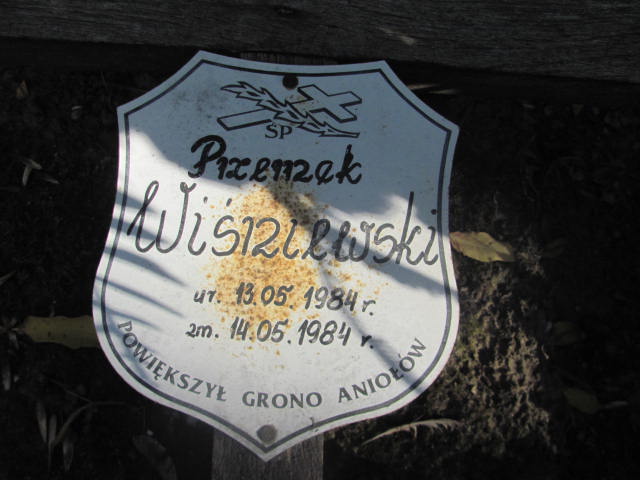 ŚP
Przemek
Wiśniewski
ur. 13.05.1984 r.
zm. 14.05.1984 r.
POWIĘKSZYŁ GRONO ANIOŁÓW